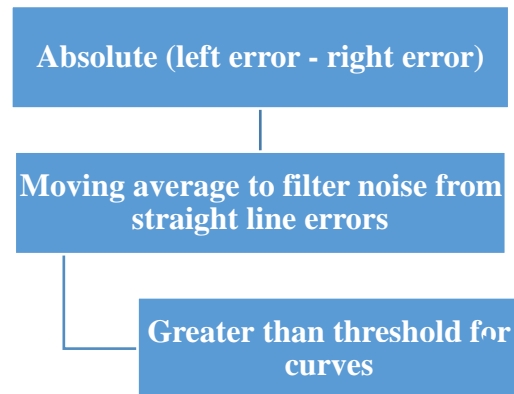 Absolute (left error - right error)
Moving average to filter noise from
straight line errors
Greater than threshold for
curves